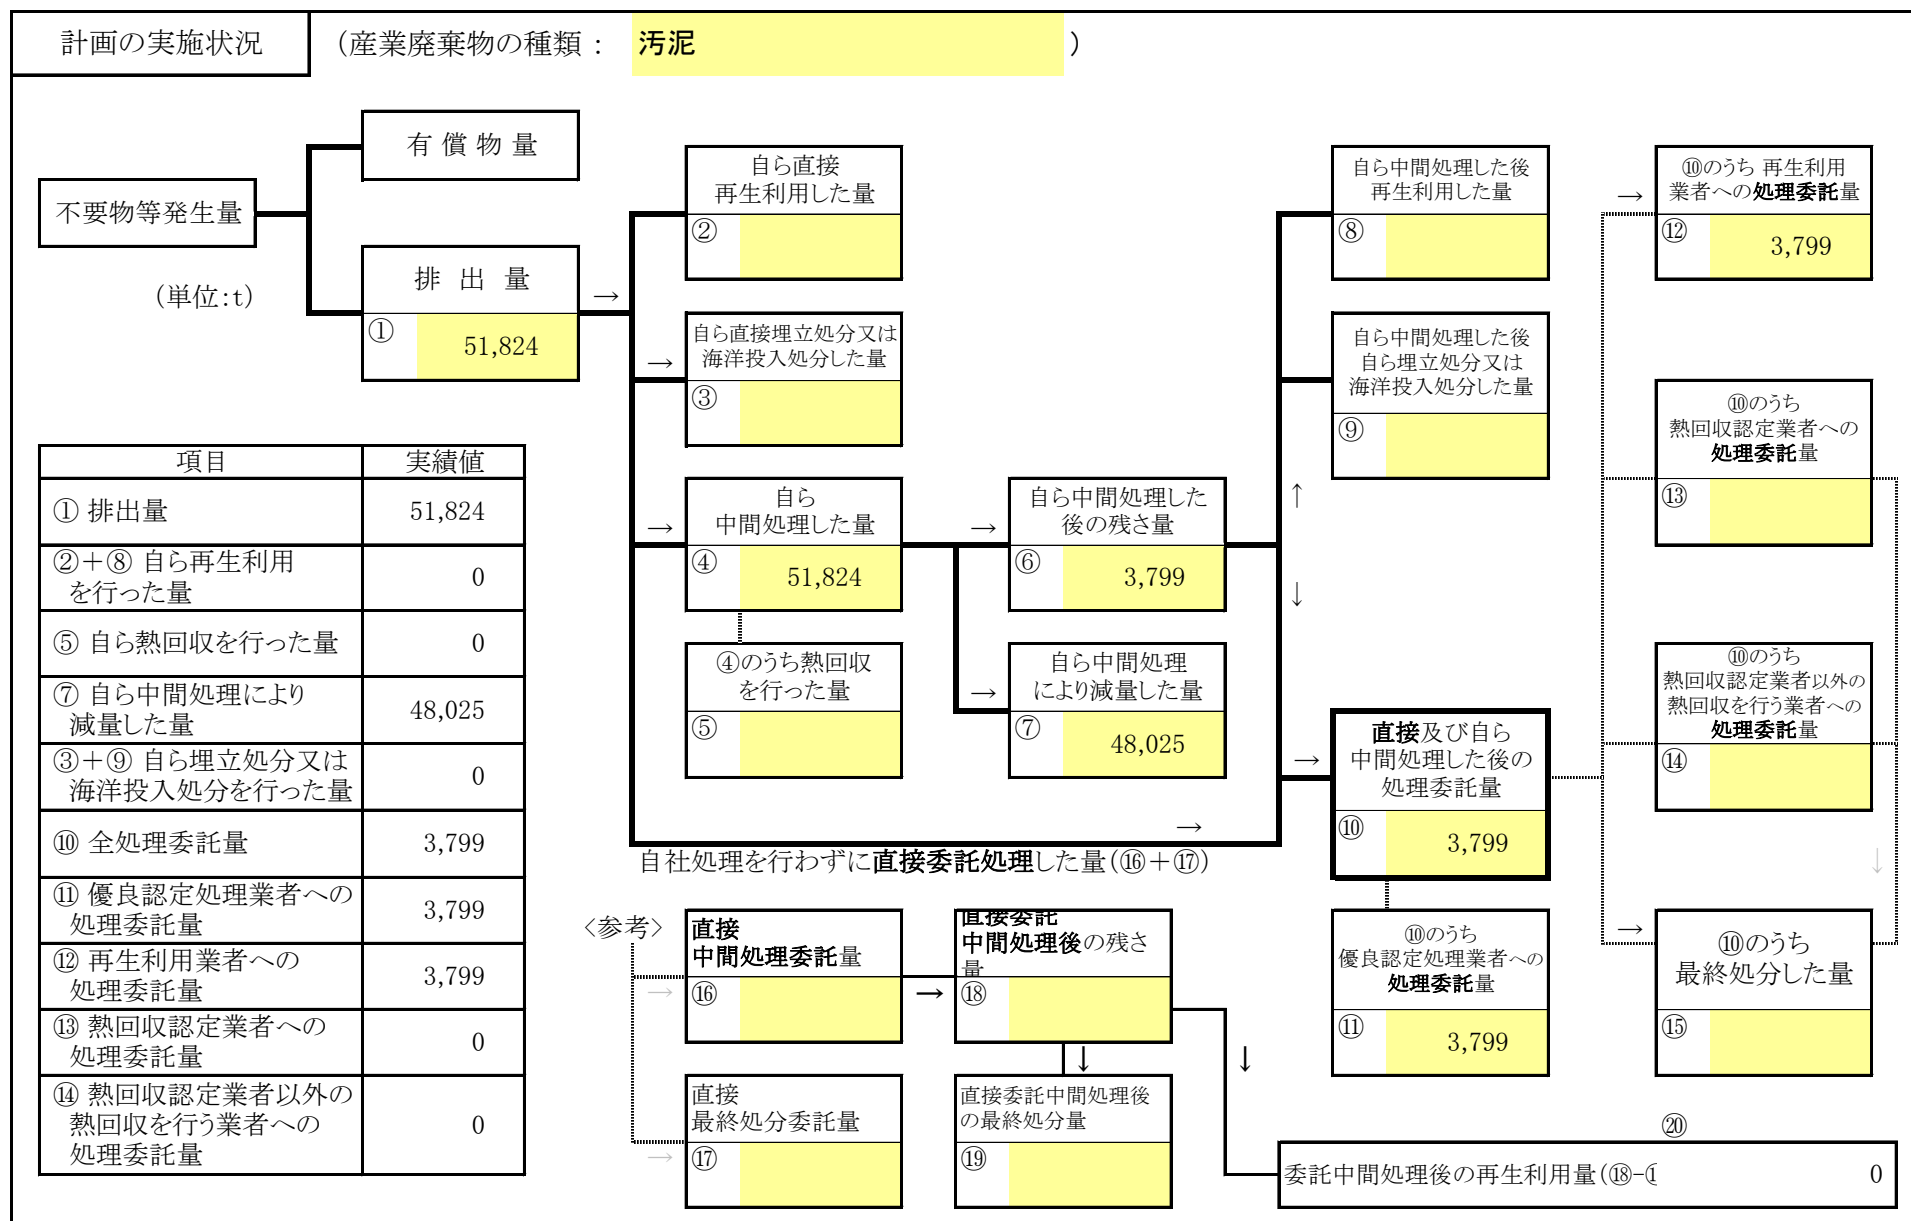 計画の実施状況
（産業廃棄物の種類： 汚泥 ）
有 償 物 量
不要物等発生量
（単位:t）
排 出 量
→
① 51,824
自ら直接
再生利用した量
②
自ら直接埋立処分又は
海洋投入処分した量
→
③
自ら
中間処理した量
→
④ 51,824
④のうち熱回収
を行った量
⑤
自ら中間処理した
後の残さ量
→
⑥ 3,799
自ら中間処理
により減量した量
→
⑦ 48,025
自ら中間処理した後
再生利用した量
⑧
自ら中間処理した後
自ら埋立処分又は
海洋投入処分した量
⑨
↑
↓
直接及び自ら
中間処理した後の
処理委託量
→
⑩ 3,799
→
自社処理を行わずに直接委託処理した量(⑯＋⑰)
⑩のうち
優良認定処理業者への
処理委託量
⑪ 3,799
⑩のうち 再生利用
業者への処理委託量
→
⑫ 3,799
⑩のうち
熱回収認定業者への
処理委託量
⑬
⑩のうち
熱回収認定業者以外の
熱回収を行う業者への
処理委託量
⑭
↓
→
⑩のうち
最終処分した量
⑮
項目 実績値
① 排出量 51,824
②＋⑧ 自ら再生利用
を行った量 0
⑤ 自ら熱回収を行った量 0
⑦ 自ら中間処理により
減量した量 48,025
③＋⑨ 自ら埋立処分又は
海洋投入処分を行った量 0
⑩ 全処理委託量 3,799
⑪ 優良認定処理業者への
処理委託量 3,799
⑫ 再生利用業者への
処理委託量 3,799
⑬ 熱回収認定業者への
処理委託量 0
⑭ 熱回収認定業者以外の
熱回収を行う業者への
処理委託量 0
〈参考〉
直接
中間処理委託量
→
⑯
直接
最終処分委託量
→
⑰
直接委託
中間処理後の残さ
量
→
⑱
↓
↓
直接委託中間処理後
の最終処分量
⑲
⑳
委託中間処理後の再生利用量(⑱- 0